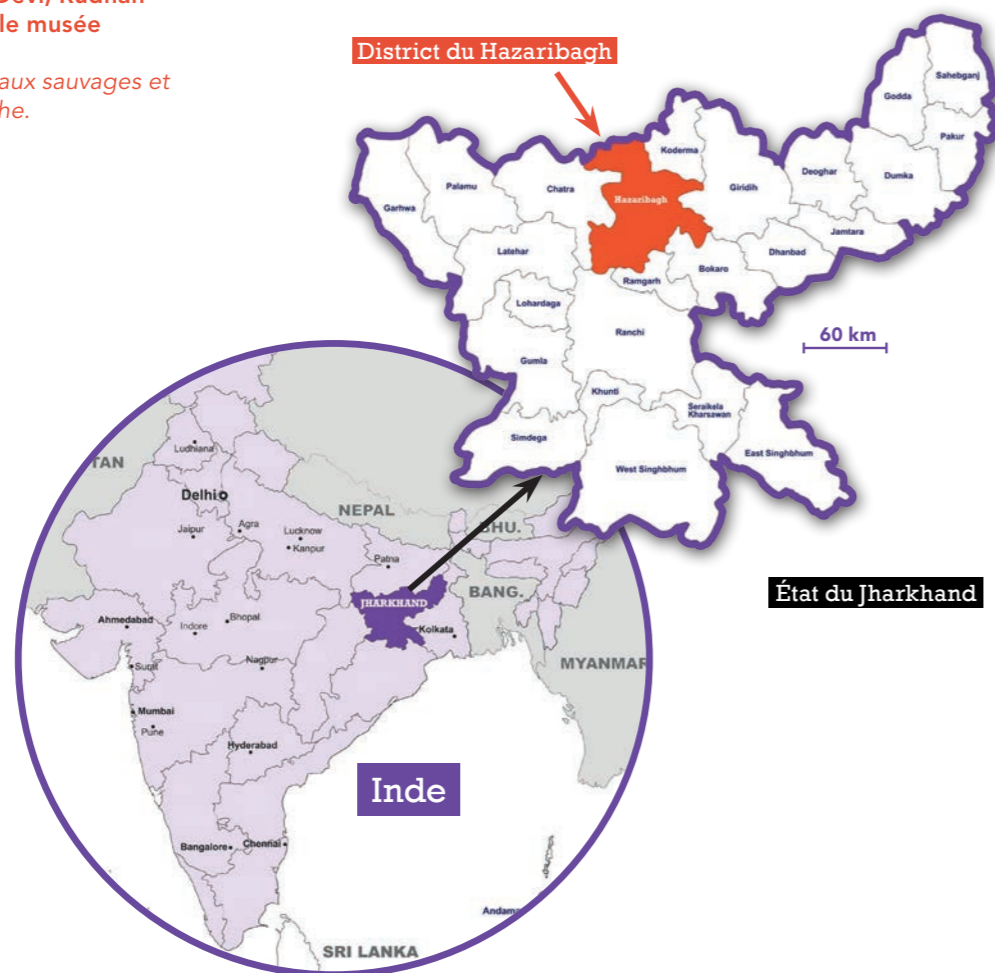 Devi, Rudhan
le musée
aux sauvages et
he.
District du Hazaribagh
Sahebganj
Godda
Pakur
Koderma
Deoghar
Dumka
Palamu
Chatra
Giridih
Garhwa
Hazaribagh
Jamtara
Latehar
Dhanbad
Bokaro
Ramgarh
Lohardaga
Ranchi
60 km
Gumla
Khunti
Seraikela
Kharsawan
Simdega
East Singhbhum
West Singhbhum
Ludhiana
TAN
Delhi
NEPAL
BHU.
Jaipur
Agra
Lucknow
Kanpur
Patna
BANG.
JHARKHAND
État du Jharkhand
Ahmedabad
Indore
Bhopal
Kolkata
Surat
Nagpur
MYANMAR
Mumbai
Pune
Hyderabad
Inde
Bangalore
Chennai
Andama
SRI LANKA